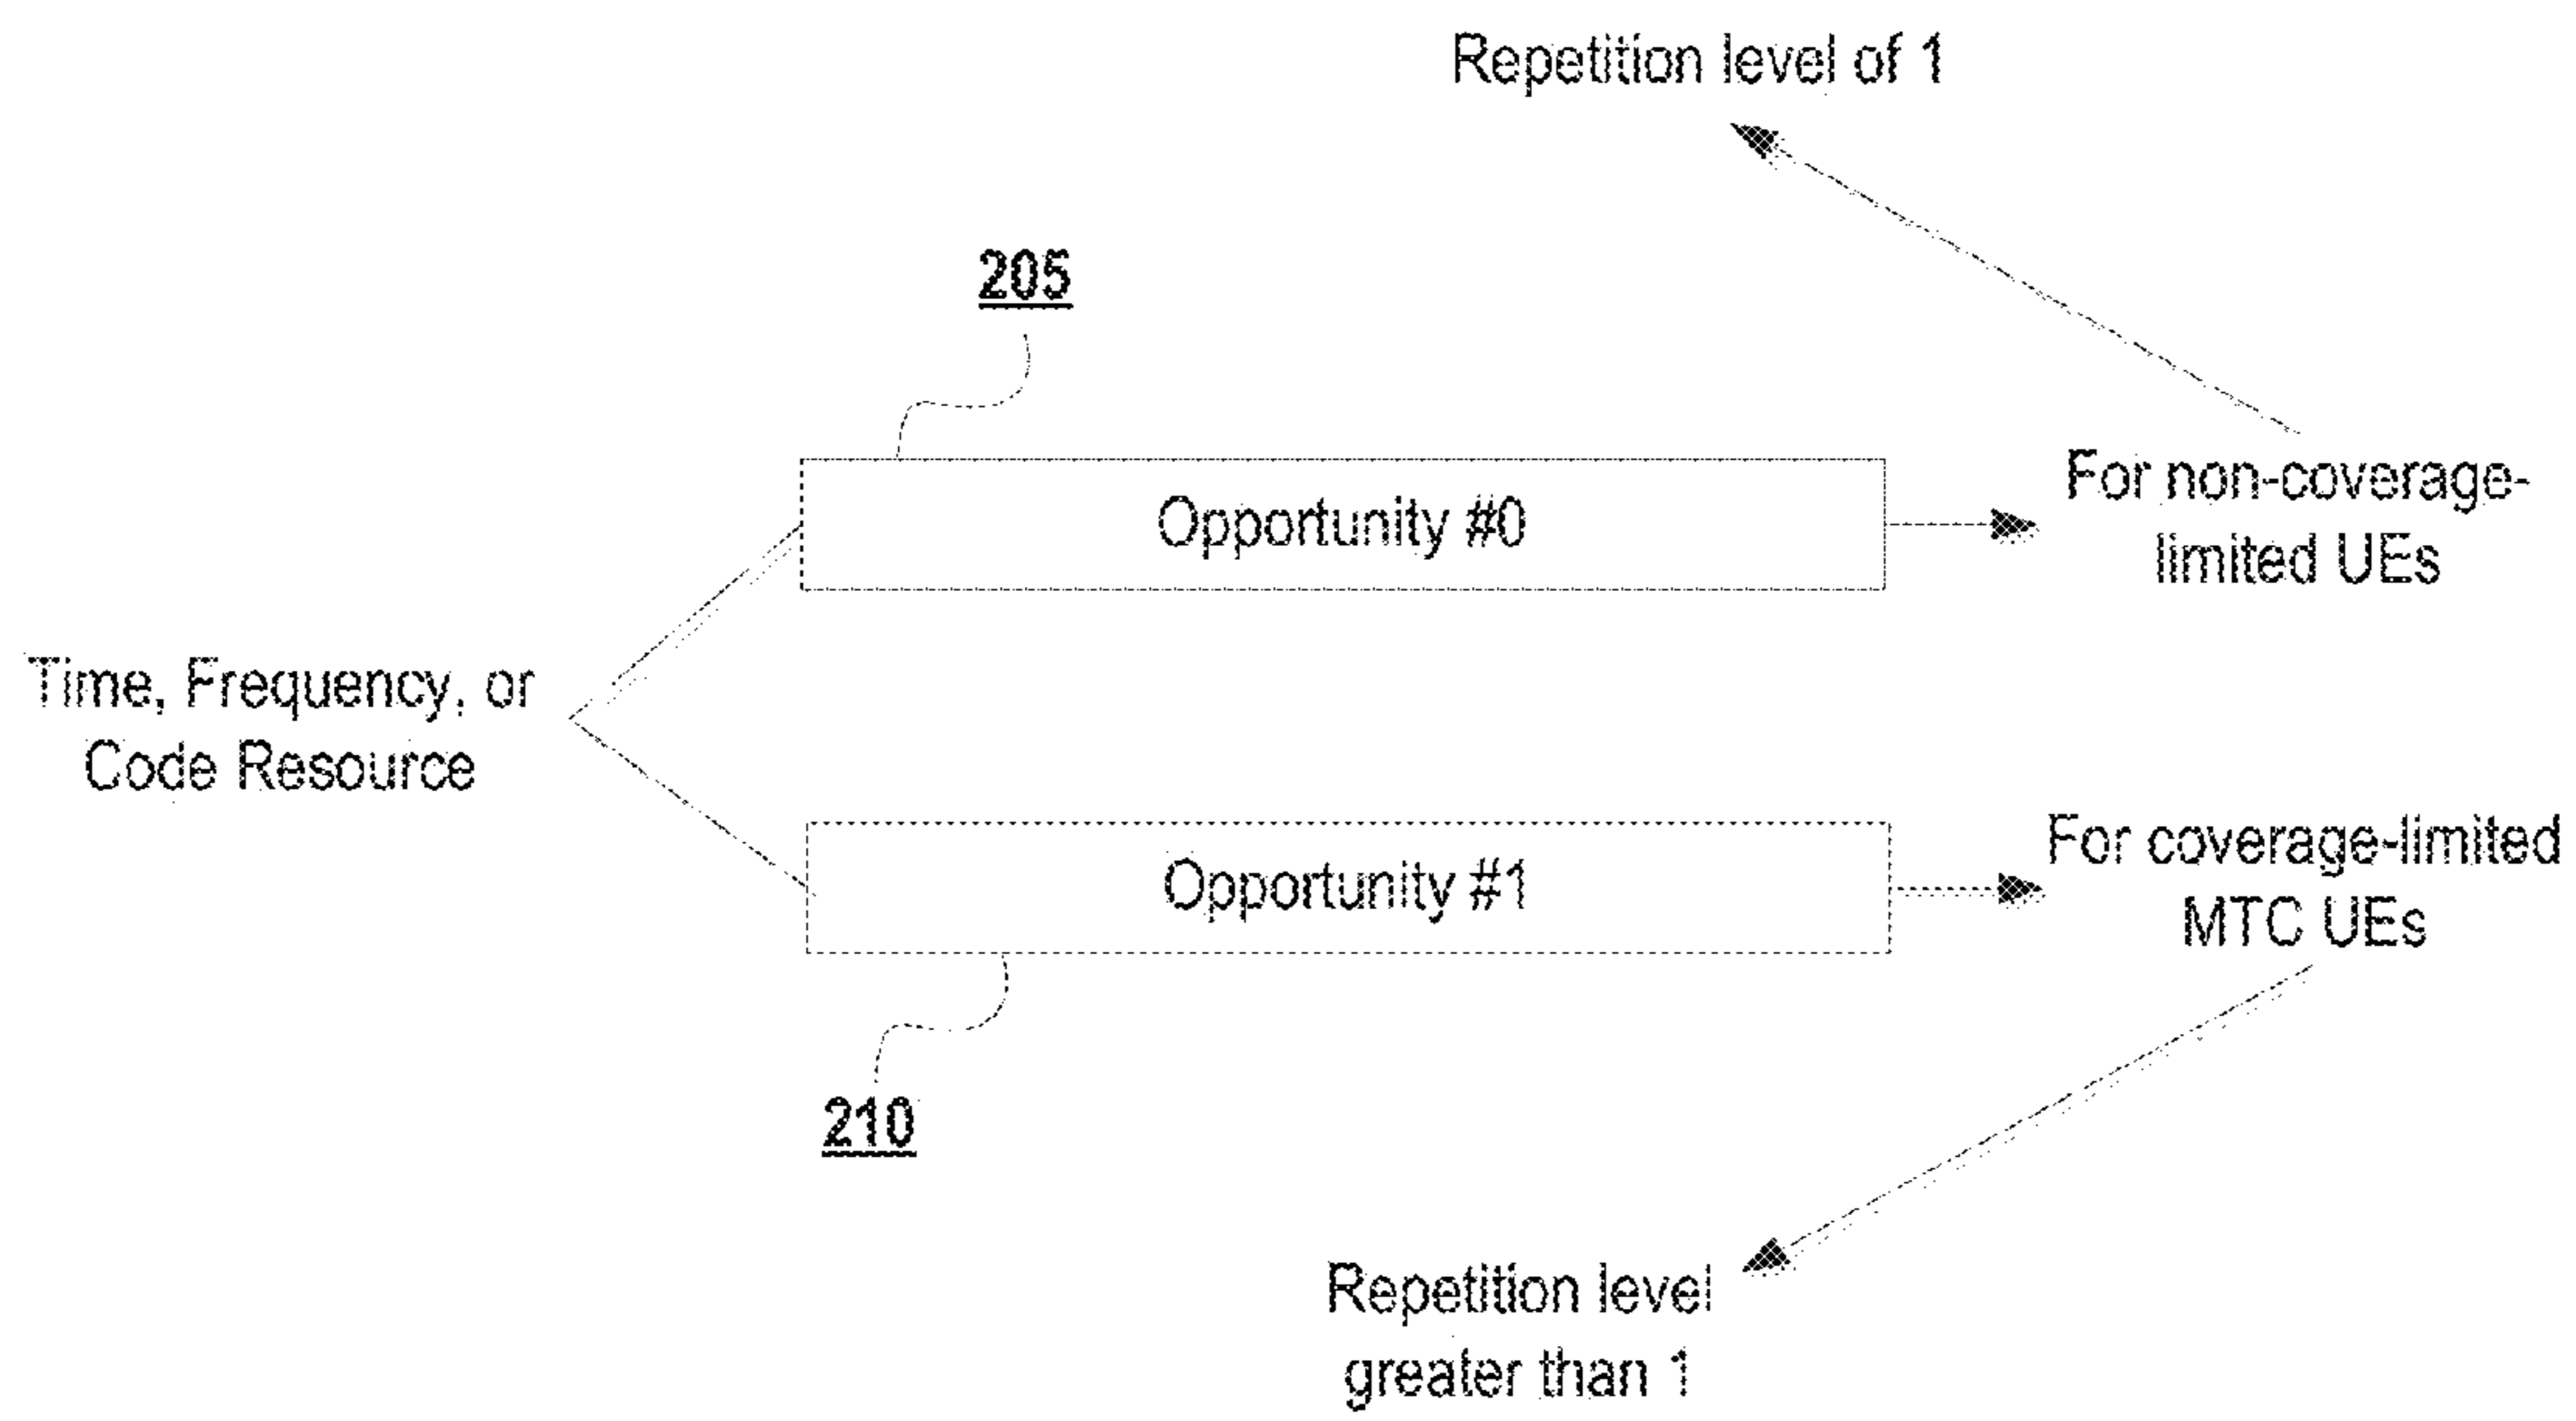 Repetition level of 1
205
Opportunity #0
For non-coverage-
limited UEs
Time, Frequency, or
Code Resource
Opportunity #1
For coverage-limited
MTC UEs
210
Repetition level
greater than 1